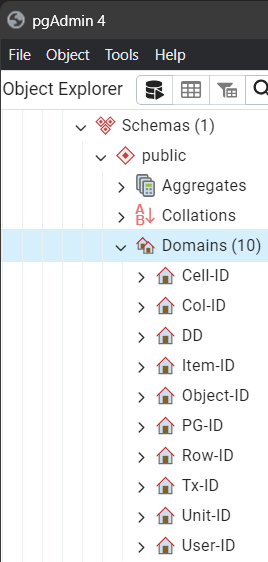 pgAdmin 4
File Object Tools Help
Object Explorer
Schemas (1)
public
Aggregates
A
B
Collations
Domains (10)
Cell-ID
Col-ID
DD
Item-ID
Object-ID
PG-ID
Row-ID
Tx-ID
Unit-ID
User-ID